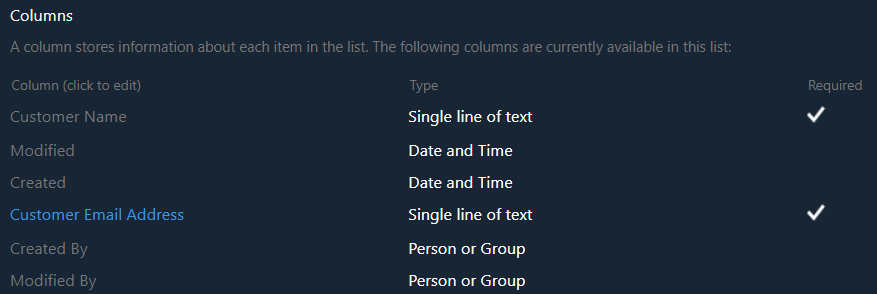 Columns
A column stores information about each item in the list. The following columns are currently available in this list:
Column (click to edit) Type Required
Customer Name Single line of text
Modified Date and Time
Created Date and Time
Customer Email Address Single line of text
Created By Person or Group
Modified By Person or Group